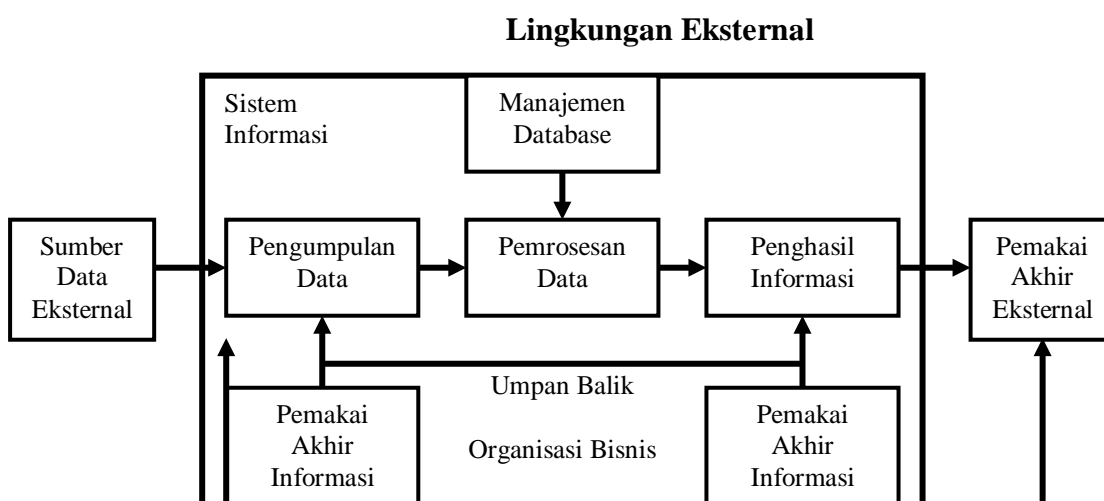 Lingkungan Eksternal
Sistem
Informasi
Manajemen
Database
Sumber
Data
Eksternal
Pengumpulan
Data
Pemrosesan
Data
Penghasil
Informasi
Pemakai
Akhir
Eksternal
Umpan Balik
Pemakai
Akhir
Informasi
Organisasi Bisnis
Pemakai
Akhir
Informasi